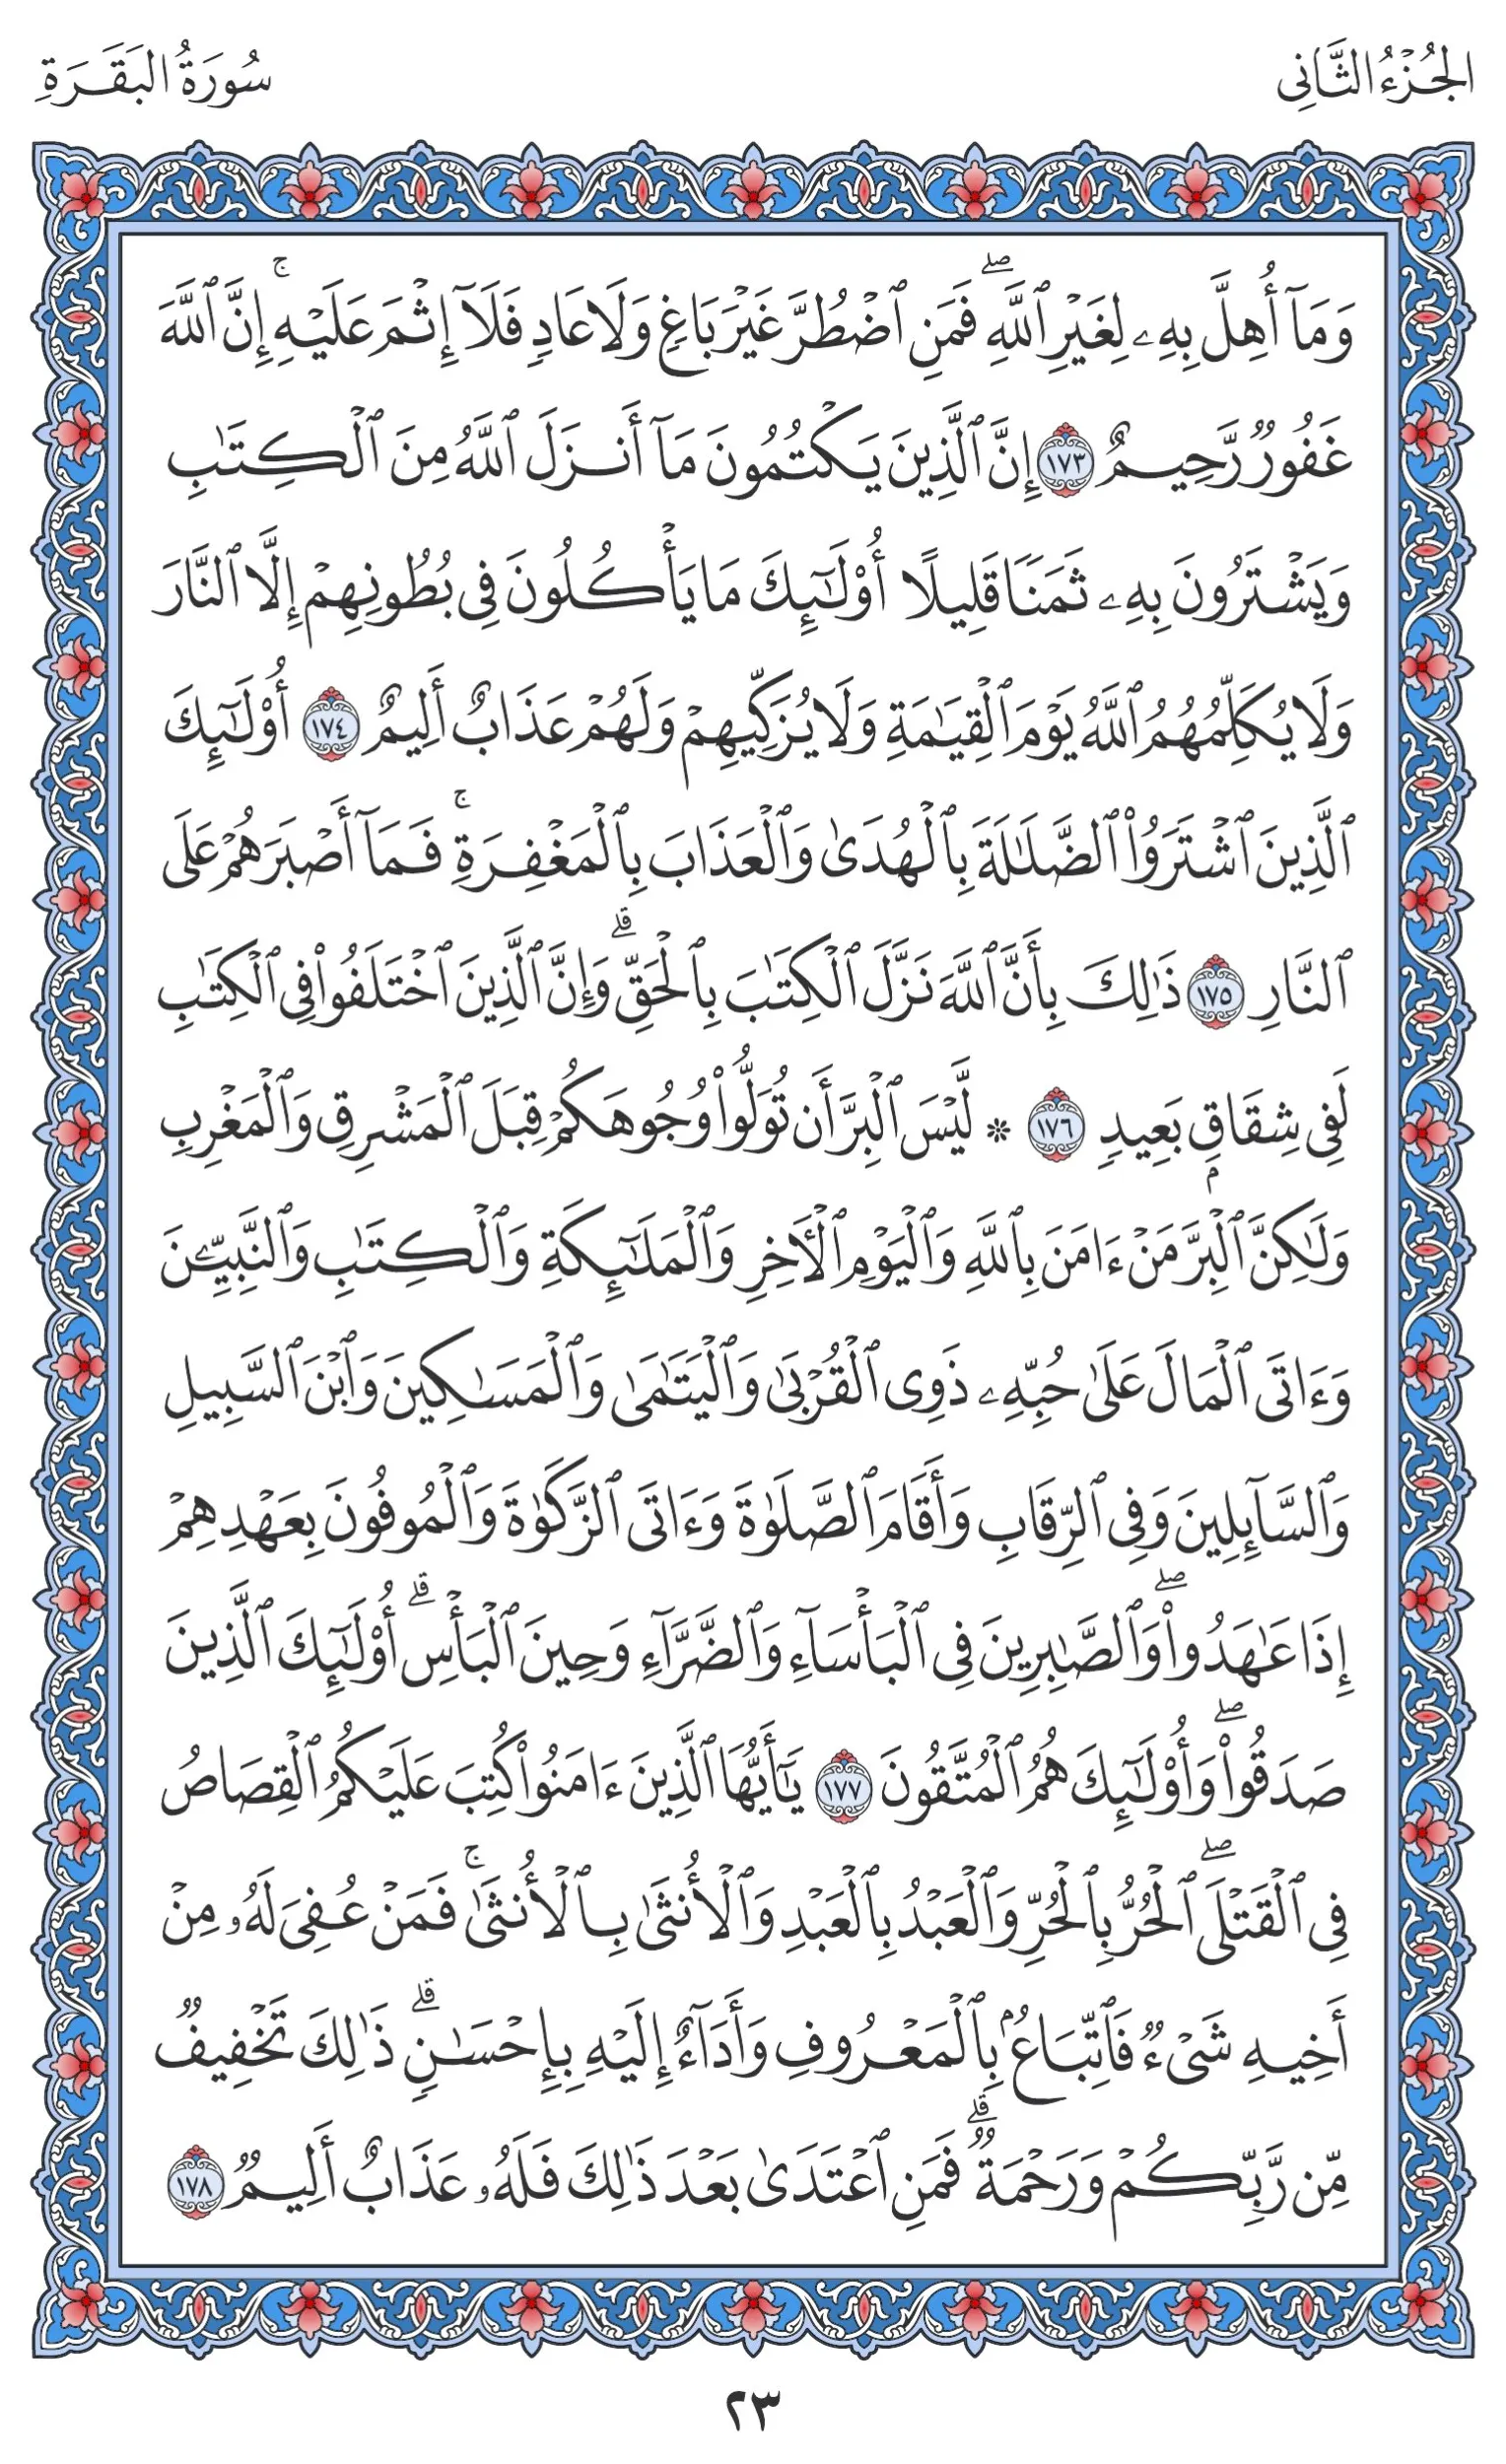 الجُزْءُ الثَّانِي
سُورَةُ البَقَرَةِ
وَمَآ أُهِلَّ بِهِۦ لِغَيْرِ ٱللَّهِۖ فَمَنِ ٱضْطُرَّ غَيْرَ بَاغٍ وَلَا عَادٍ فَلَآ إِثْمَ عَلَيْهِۚ إِنَّ ٱللَّهَ
غَفُورٌ رَّحِيمٌ ١٧٣ إِنَّ ٱلَّذِينَ يَكْتُمُونَ مَآ أَنزَلَ ٱللَّهُ مِنَ ٱلْكِتَٰبِ
وَيَشْتَرُونَ بِهِۦ ثَمَنًا قَلِيلًا أُوْلَٰٓئِكَ مَا يَأْكُلُونَ فِي بُطُونِهِمْ إِلَّا ٱلنَّارَ
وَلَا يُكَلِّمُهُمُ ٱللَّهُ يَوْمَ ٱلْقِيَٰمَةِ وَلَا يُزَكِّيهِمْ وَلَهُمْ عَذَابٌ أَلِيمٌ ١٧٤ أُوْلَٰٓئِكَ
ٱلَّذِينَ ٱشْتَرَوُاْ ٱلضَّلَٰلَةَ بِٱلْهُدَىٰ وَٱلْعَذَابَ بِٱلْمَغْفِرَةِۚ فَمَآ أَصْبَرَهُمْ عَلَى
ٱلنَّارِ ١٧٥ ذَٰلِكَ بِأَنَّ ٱللَّهَ نَزَّلَ ٱلْكِتَٰبَ بِٱلْحَقِّۗ وَإِنَّ ٱلَّذِينَ ٱخْتَلَفُواْ فِي ٱلْكِتَٰبِ
لَفِي شِقَاقٍۭ بَعِيدٍ ١٧٦ ۞ لَّيْسَ ٱلْبِرَّ أَن تُوَلُّواْ وُجُوهَكُمْ قِبَلَ ٱلْمَشْرِقِ وَٱلْمَغْرِبِ
وَلَٰكِنَّ ٱلْبِرَّ مَنْ ءَامَنَ بِٱللَّهِ وَٱلْيَوْمِ ٱلْأَخِرِ وَٱلْمَلَٰٓئِكَةِ وَٱلْكِتَٰبِ وَٱلنَّبِيِّۦنَ
وَءَاتَى ٱلْمَالَ عَلَىٰ حُبِّهِۦ ذَوِي ٱلْقُرْبَىٰ وَٱلْيَتَٰمَىٰ وَٱلْمَسَٰكِينَ وَٱبْنَ ٱلسَّبِيلِ
وَٱلسَّآئِلِينَ وَفِي ٱلرِّقَابِ وَأَقَامَ ٱلصَّلَوٰةَ وَءَاتَى ٱلزَّكَوٰةَ وَٱلْمُوفُونَ بِعَهْدِهِمْ
إِذَا عَٰهَدُواْۖ وَٱلصَّٰبِرِينَ فِي ٱلْبَأْسَآءِ وَٱلضَّرَّآءِ وَحِينَ ٱلْبَأْسِۗ أُوْلَٰٓئِكَ ٱلَّذِينَ
صَدَقُواْۖ وَأُوْلَٰٓئِكَ هُمُ ٱلْمُتَّقُونَ ١٧٧ يَٰٓأَيُّهَا ٱلَّذِينَ ءَامَنُواْ كُتِبَ عَلَيْكُمُ ٱلْقِصَاصُ
فِي ٱلْقَتْلَىۖ ٱلْحُرُّ بِٱلْحُرِّ وَٱلْعَبْدُ بِٱلْعَبْدِ وَٱلْأُنثَىٰ بِٱلْأُنثَىٰۚ فَمَنْ عُفِيَ لَهُۥ مِنْ
أَخِيهِ شَيْءٌ فَٱتِّبَاعُۢ بِٱلْمَعْرُوفِ وَأَدَآءٌ إِلَيْهِ بِإِحْسَٰنٍۗ ذَٰلِكَ تَخْفِيفٌ
مِّن رَّبِّكُمْ وَرَحْمَةٌۗ فَمَنِ ٱعْتَدَىٰ بَعْدَ ذَٰلِكَ فَلَهُۥ عَذَابٌ أَلِيمٌ ١٧٨
٢٣